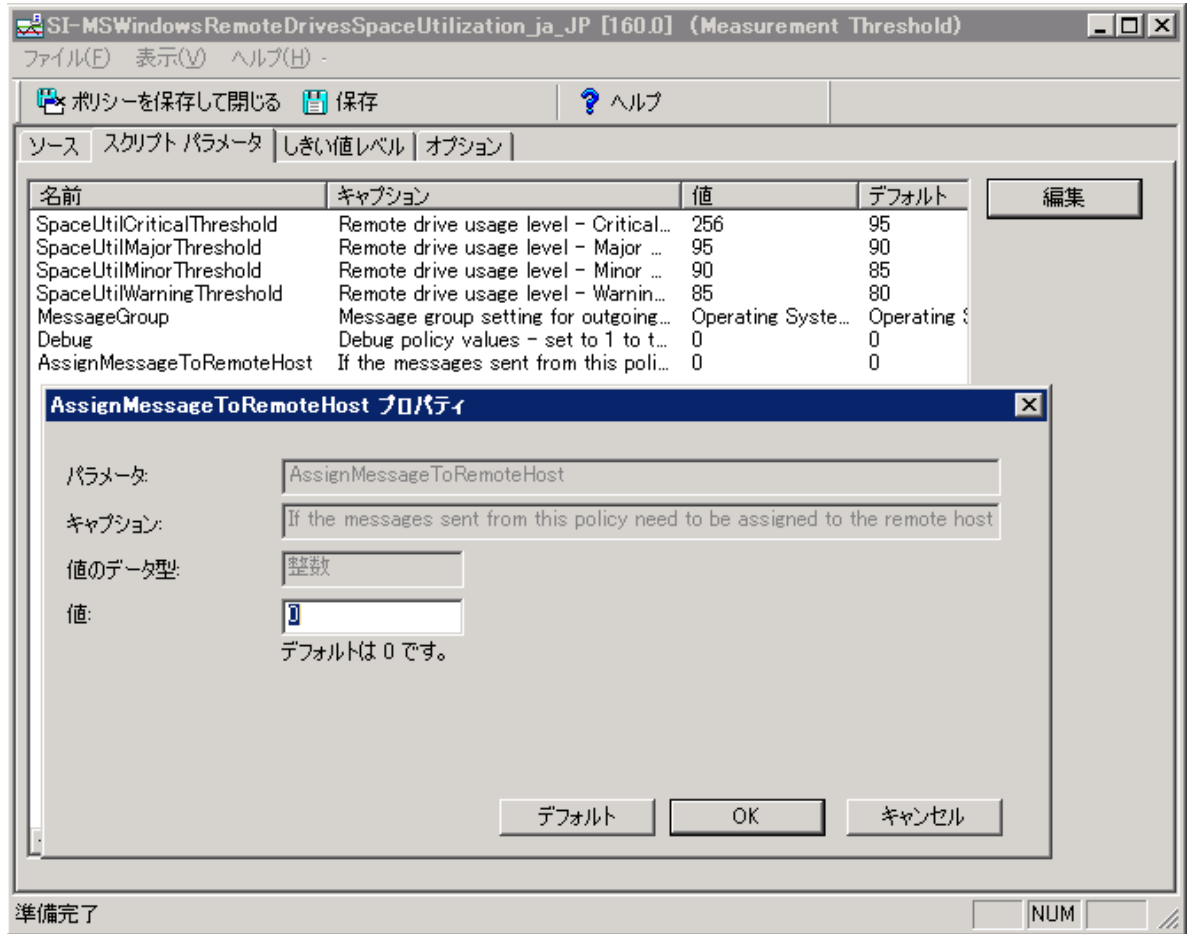 SI-MSWindowsRemoteDrivesSpaceUtilization_ja_JP [160.0] (Measurement Threshold)
ファイル(F) 表示(V) ヘルプ(H)
ポリシーを保存して閉じる 保存 ヘルプ
ソース スクリプト パラメータ しきい値レベル オプション
名前 キャプション 値 デフォルト 編集
SpaceUtilCriticalThreshold Remote drive usage level - Critical... 256 95
SpaceUtilMajorThreshold Remote drive usage level - Major ... 95 90
SpaceUtilMinorThreshold Remote drive usage level - Minor ... 90 85
SpaceUtilWarningThreshold Remote drive usage level - Warnin... 85 80
MessageGroup Message group setting for outgoing... Operating Syste... Operating S
Debug Debug policy values - set to 1 to t... 0 0
AssignMessageToRemoteHost If the messages sent from this poli... 0 0
AssignMessageToRemoteHost プロパティ
パラメータ: AssignMessageToRemoteHost
キャプション: If the messages sent from this policy need to be assigned to the remote host
値のデータ型: 整数
値: 0
デフォルトは 0 です。
デフォルト OK キャンセル
準備完了 NUM